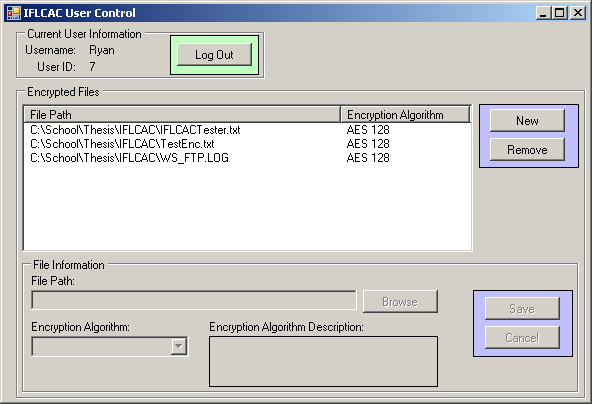 IFLCAC User Control
Current User Information
Username: Ryan
User ID: 7
Log Out
Encrypted Files
File Path Encryption Algorithm
C:\School\Thesis\IFLCAC\IFLCACTester.txt AES 128
C:\School\Thesis\IFLCAC\TestEnc.txt AES 128
C:\School\Thesis\IFLCAC\WS_FTP.LOG AES 128
New
Remove
File Information
File Path:
Browse
Encryption Algorithm: Encryption Algorithm Description:
Save
Cancel